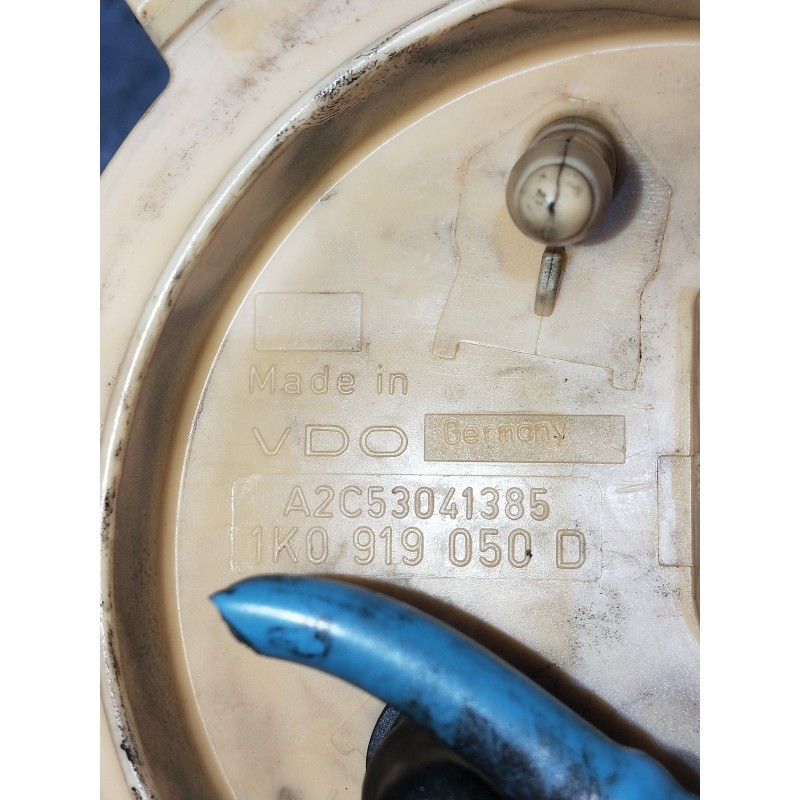 Made in
VDO Germany
A2C53041385
1K0 919 050 D